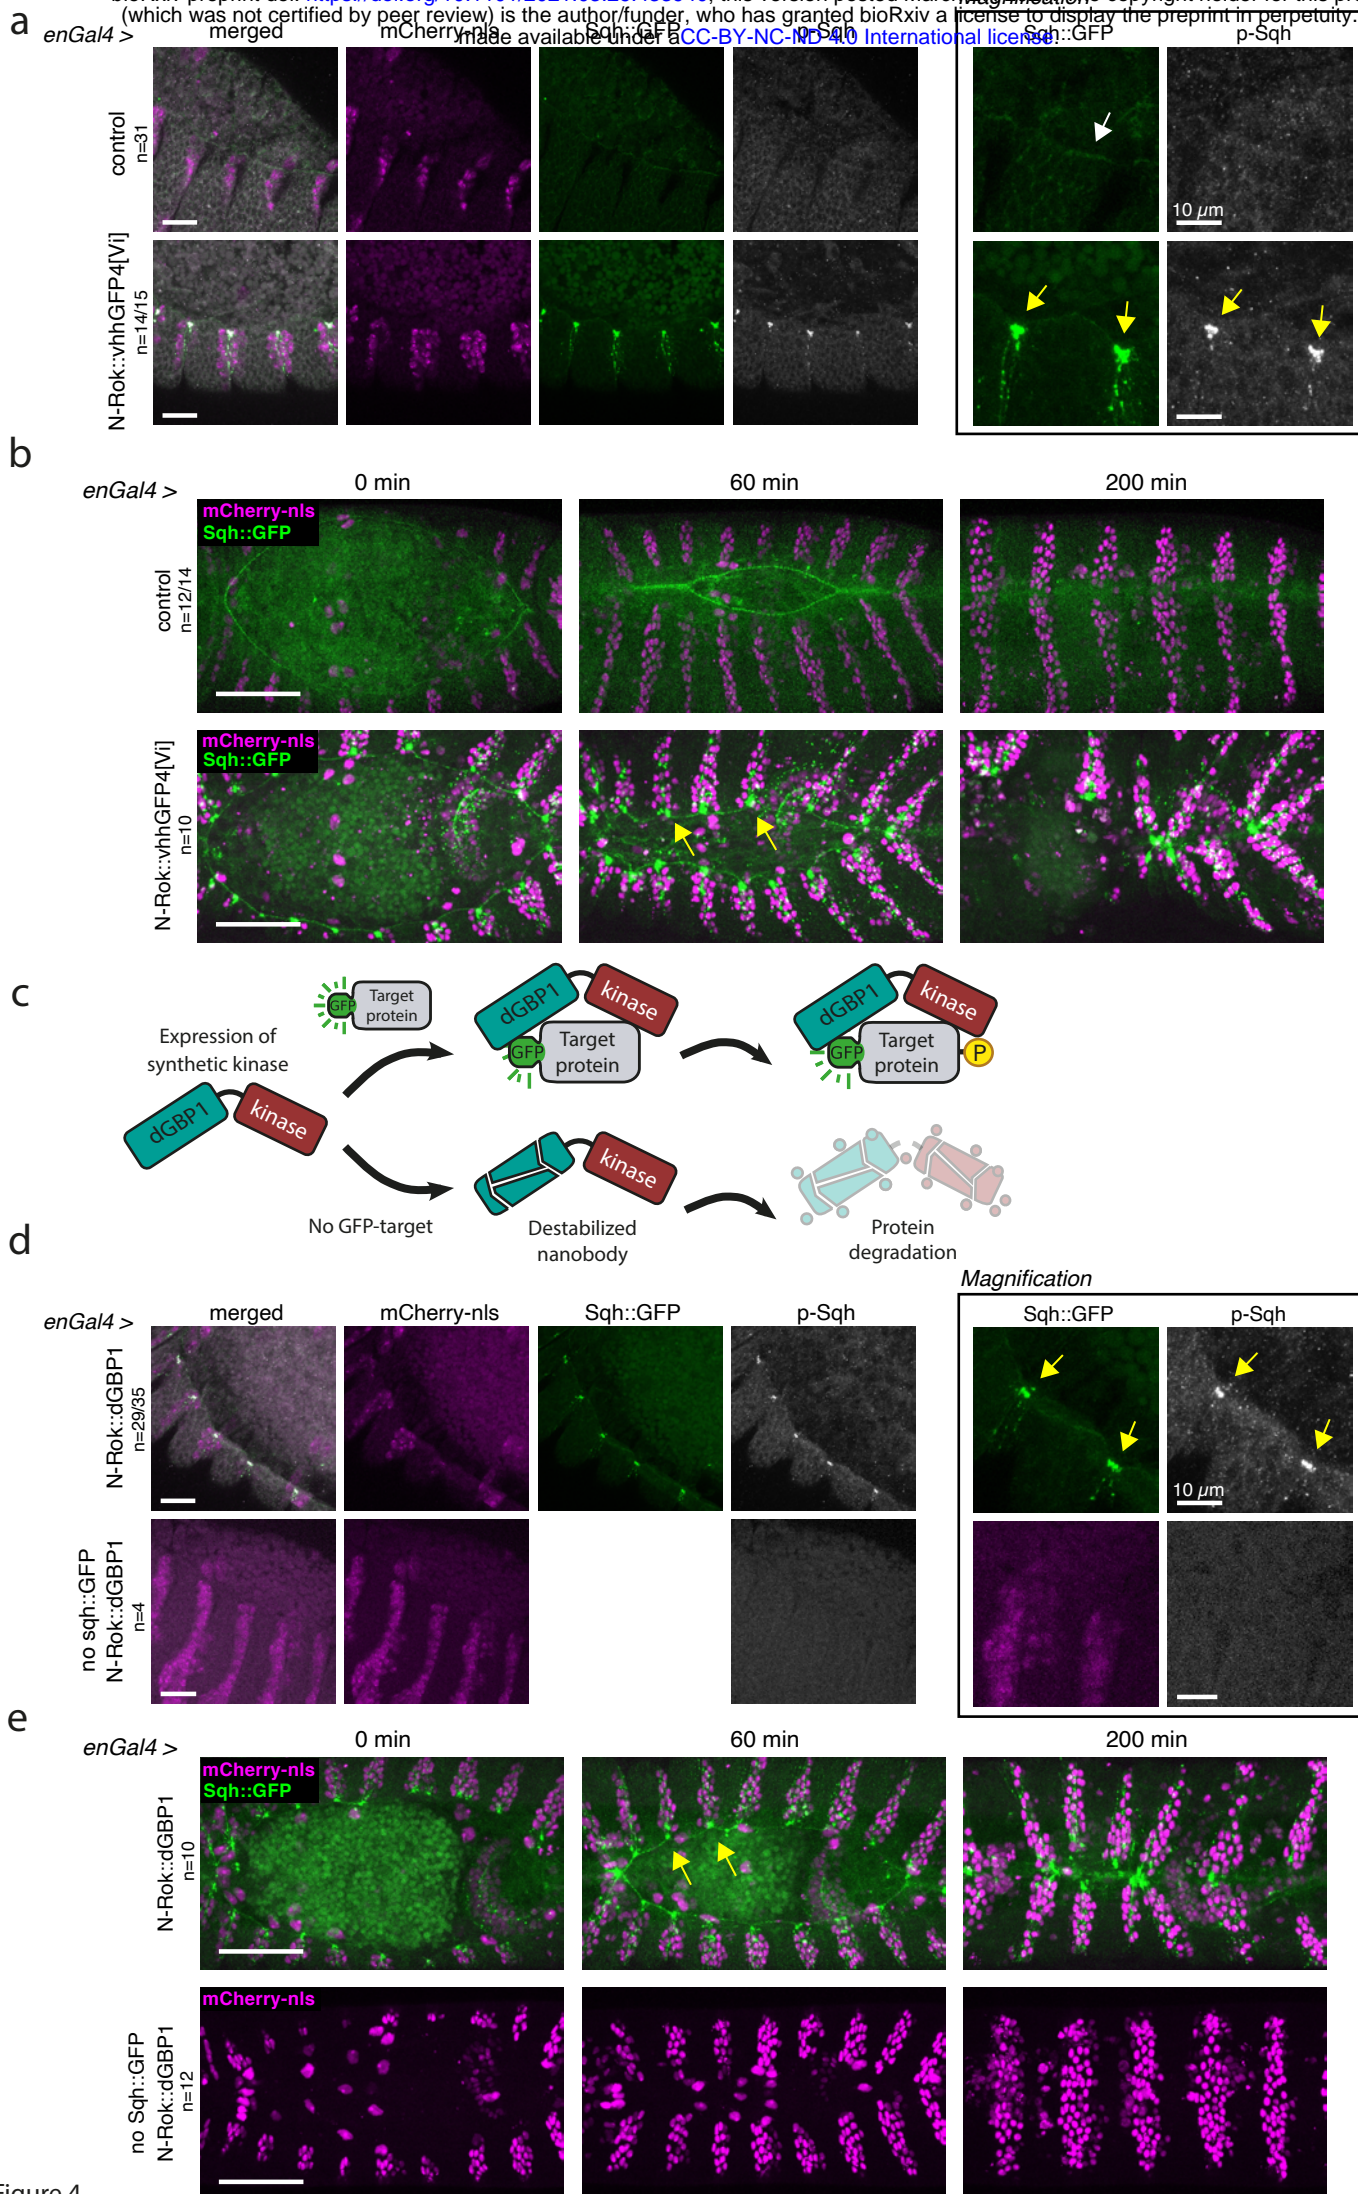 (which was not certified by peer review) is the author/funder, who has granted bioRxiv a license to display the preprint in perpetuity.
made available under aCC-BY-NC-ND 4.0 International license.
Magnification
a
enGal4 >
merged
mCherry-nls
Sqh::GFP
p-Sqh
Sqh::GFP
p-Sqh
control
n=31
10 µm
N-Rok::vhhGFP4[Vi]
n=14/15
b
enGal4 >
0 min
60 min
200 min
mCherry-nls
Sqh::GFP
control
n=12/14
mCherry-nls
Sqh::GFP
N-Rok::vhhGFP4[Vi]
n=10
c
Expression of
synthetic kinase
dGBP1
kinase
GFP
Target
protein
dGBP1
kinase
GFP
Target
protein
dGBP1
kinase
GFP
Target
protein
P
No GFP-target
kinase
Destabilized
nanobody
Protein
degradation
d
Magnification
enGal4 >
merged
mCherry-nls
Sqh::GFP
p-Sqh
Sqh::GFP
p-Sqh
N-Rok::dGBP1
n=29/35
10 µm
no sqh::GFP
N-Rok::dGBP1
n=4
e
enGal4 >
0 min
60 min
200 min
mCherry-nls
Sqh::GFP
N-Rok::dGBP1
n=10
mCherry-nls
no Sqh::GFP
N-Rok::dGBP1
n=12
Figure 4